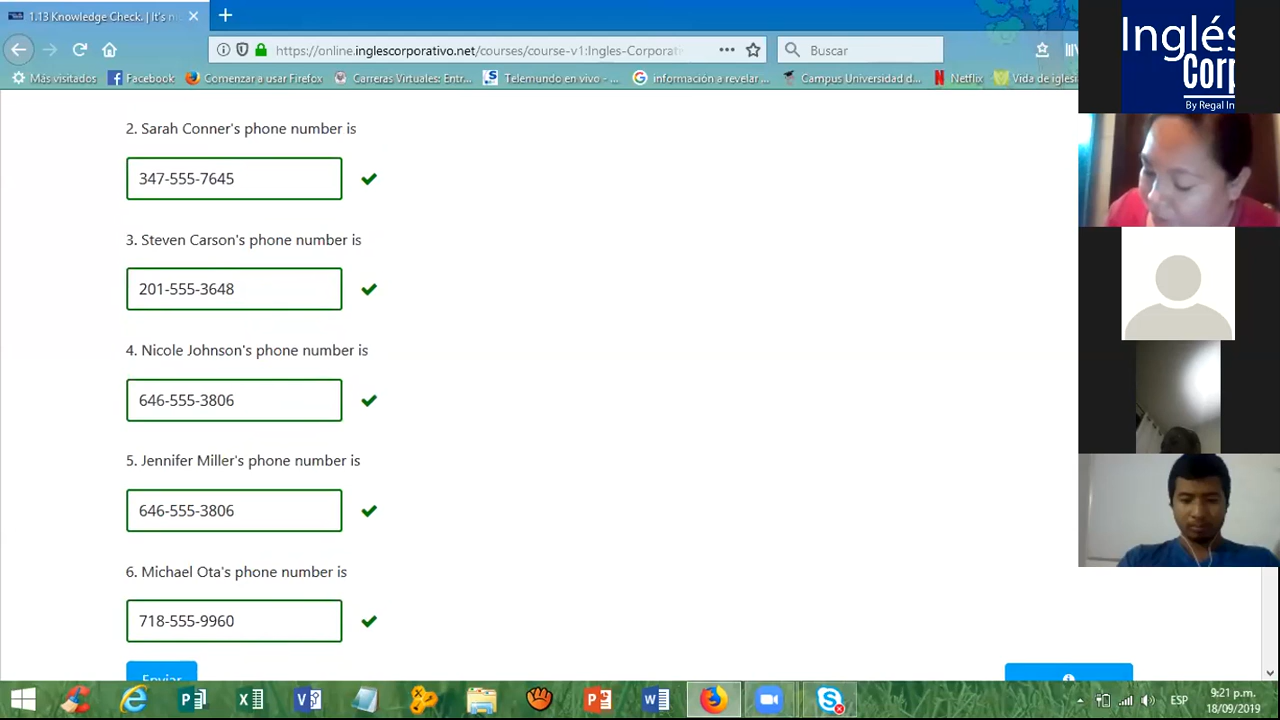 1.13 Knowledge Check. | It's n
https://online.inglescorporativo.net/courses/course-v1:Ingles-Corporat
Buscar
Más visitados
Facebook
Comenzar a usar Firefox
Carreras Virtuales: Entr...
Telemundo en vivo - ...
información a revelar ...
Campus Universidad d...
Netflix
Vida de iglesi
Inglés
Corp
By Regal In
2. Sarah Conner's phone number is
347-555-7645
3. Steven Carson's phone number is
201-555-3648
4. Nicole Johnson's phone number is
646-555-3806
5. Jennifer Miller's phone number is
646-555-3806
6. Michael Ota's phone number is
718-555-9960
Enviar
ESP
9:21 p.m.
18/09/2019